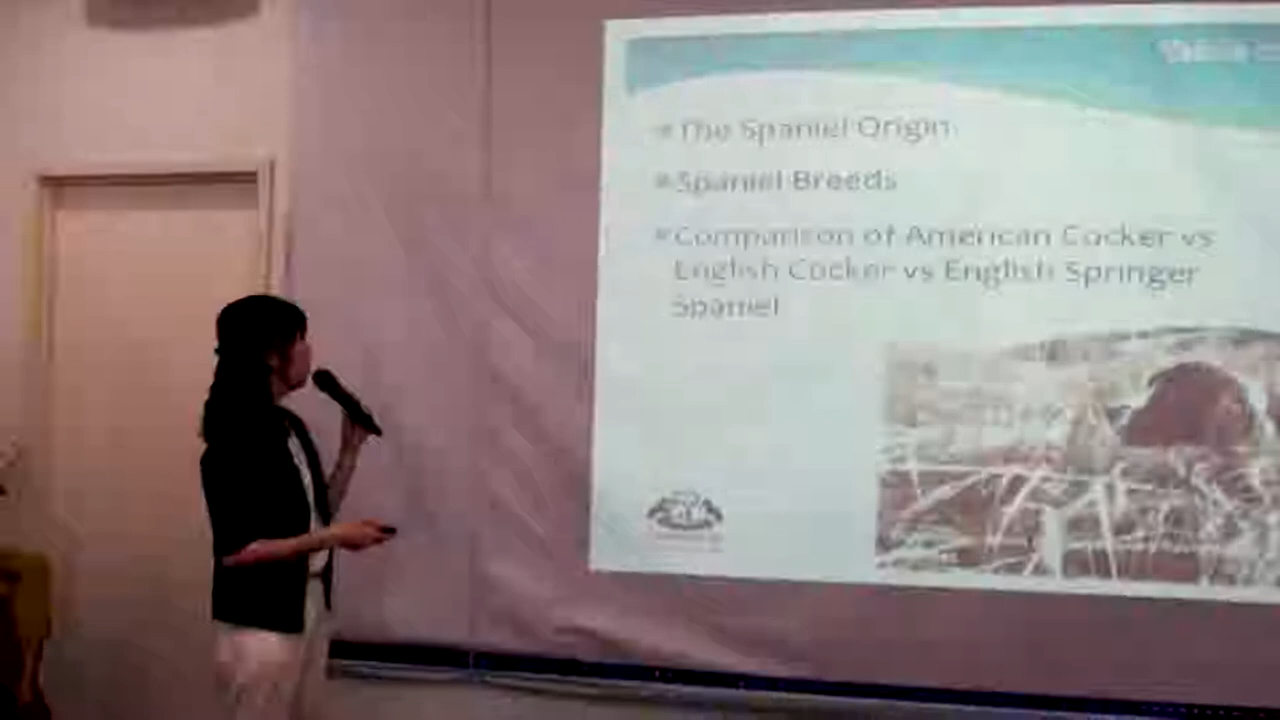 The Spaniel Origin
Spaniel Breeds
Comparison of American Cocker vs
English Cocker vs English Springer
Spaniel